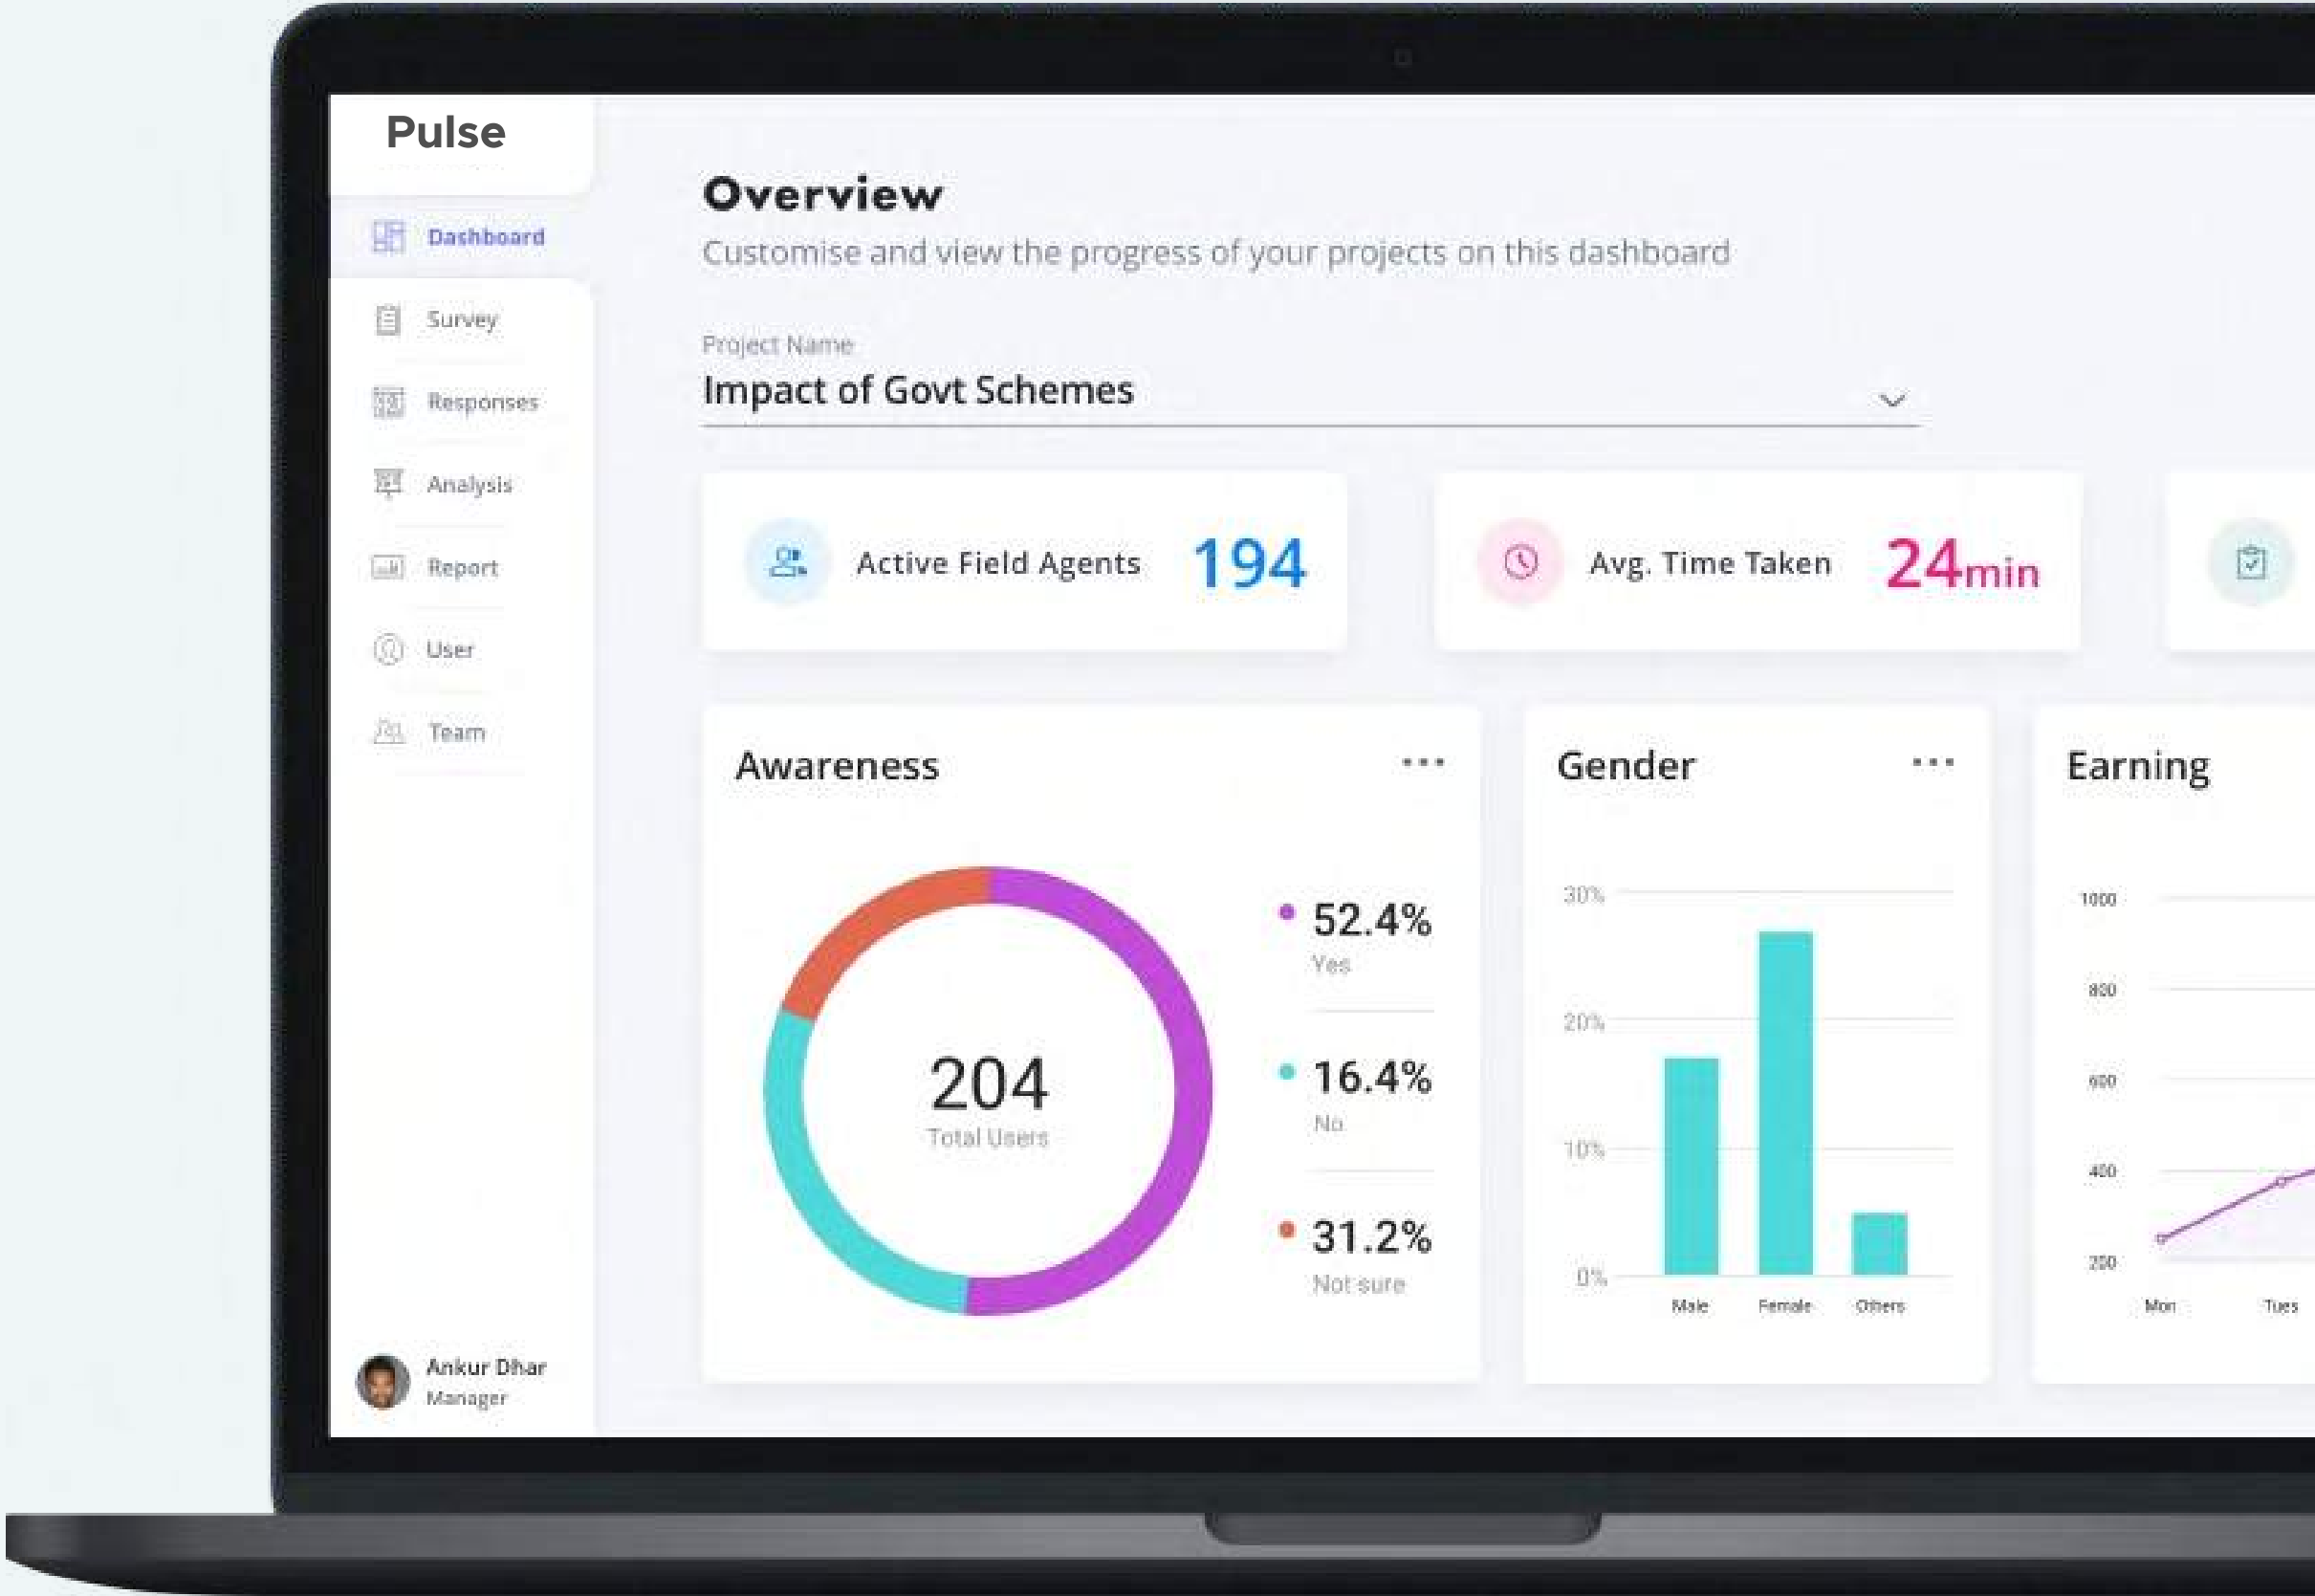 Pulse
Dashboard
Survey
Responses
Analysis
Report
User
Team
Ankur Dhar
Manager
Overview
Customise and view the progress of your projects on this dashboard
Project Name
Impact of Govt Schemes
Active Field Agents 194
Avg. Time Taken 24min
Awareness
204
Total Users
52.4%
Yes
16.4%
No
31.2%
Not sure
Gender
30%
20%
10%
0%
Male Female Others
Earning
1000
800
600
400
200
Mon Tues